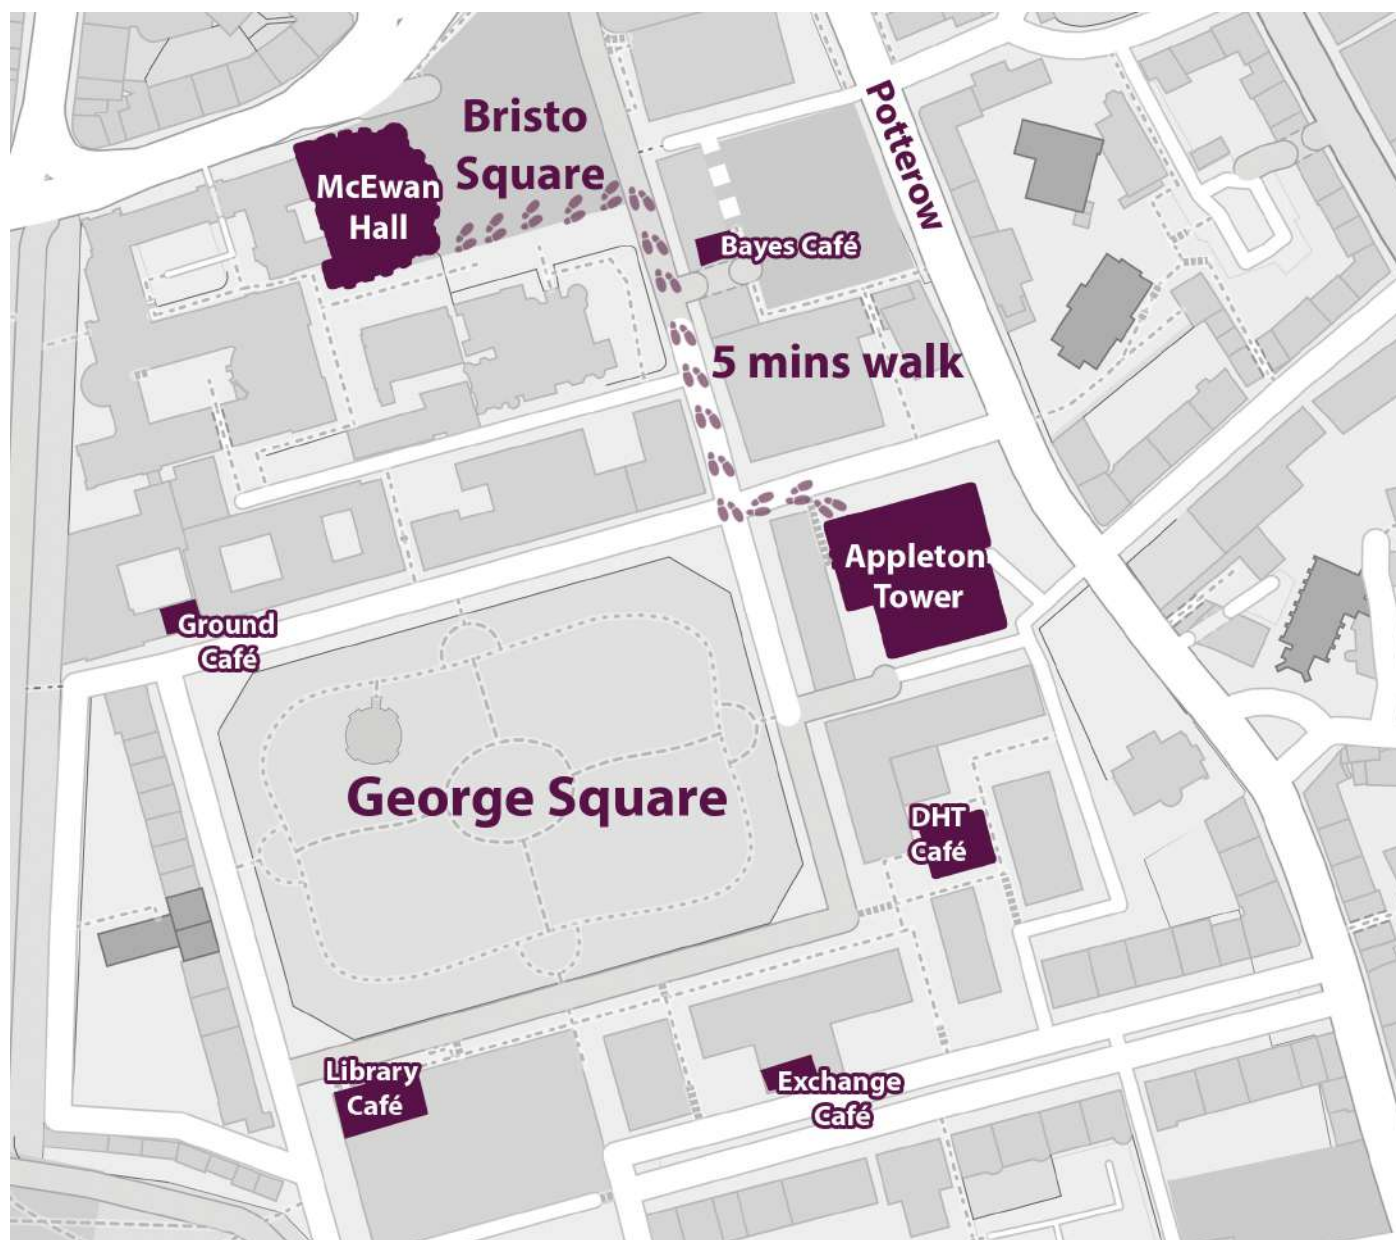 Bristo
Square
McEwan
Hall
Potterow
Bayes Café
5 mins walk
Appleton
Tower
Ground
Café
George Square
DHT
Café
Library
Café
Exchange
Café